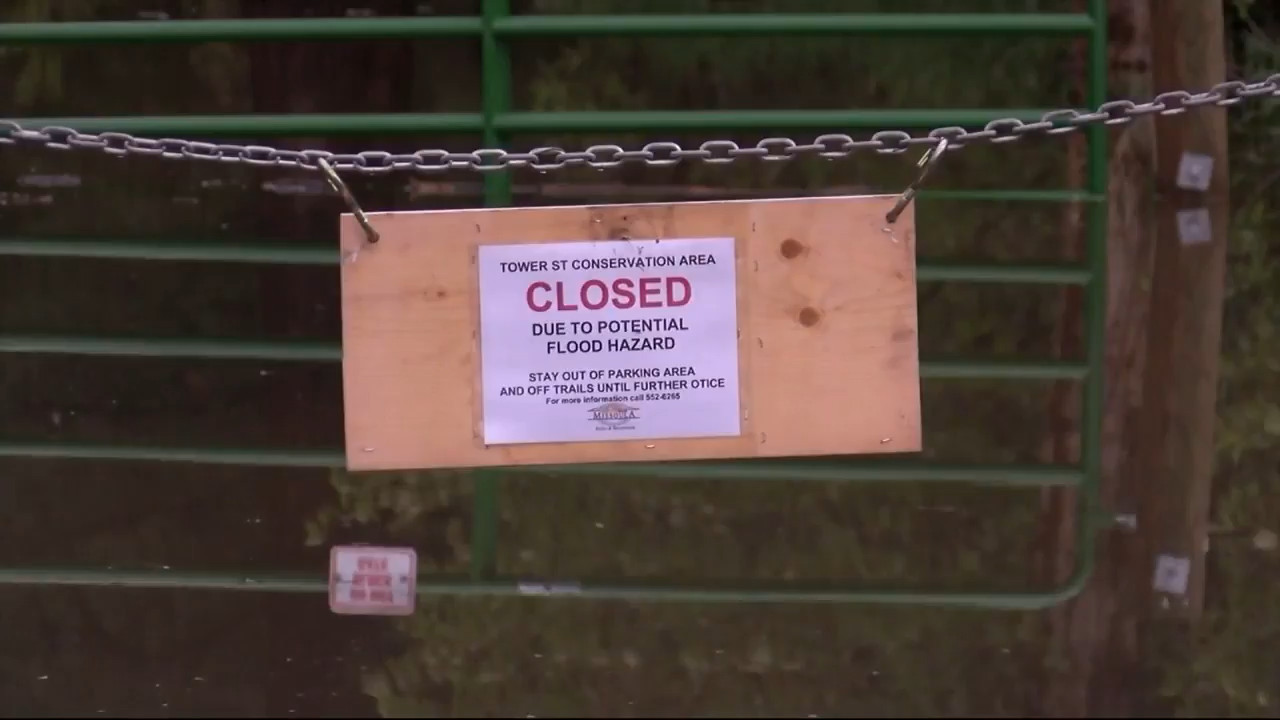 TOWER ST CONSERVATION AREA
CLOSED
DUE TO POTENTIAL
FLOOD HAZARD
STAY OUT OF PARKING AREA
AND OFF TRAILS UNTIL FURTHER OTICE
For more information call 552-6265
MISSOULA